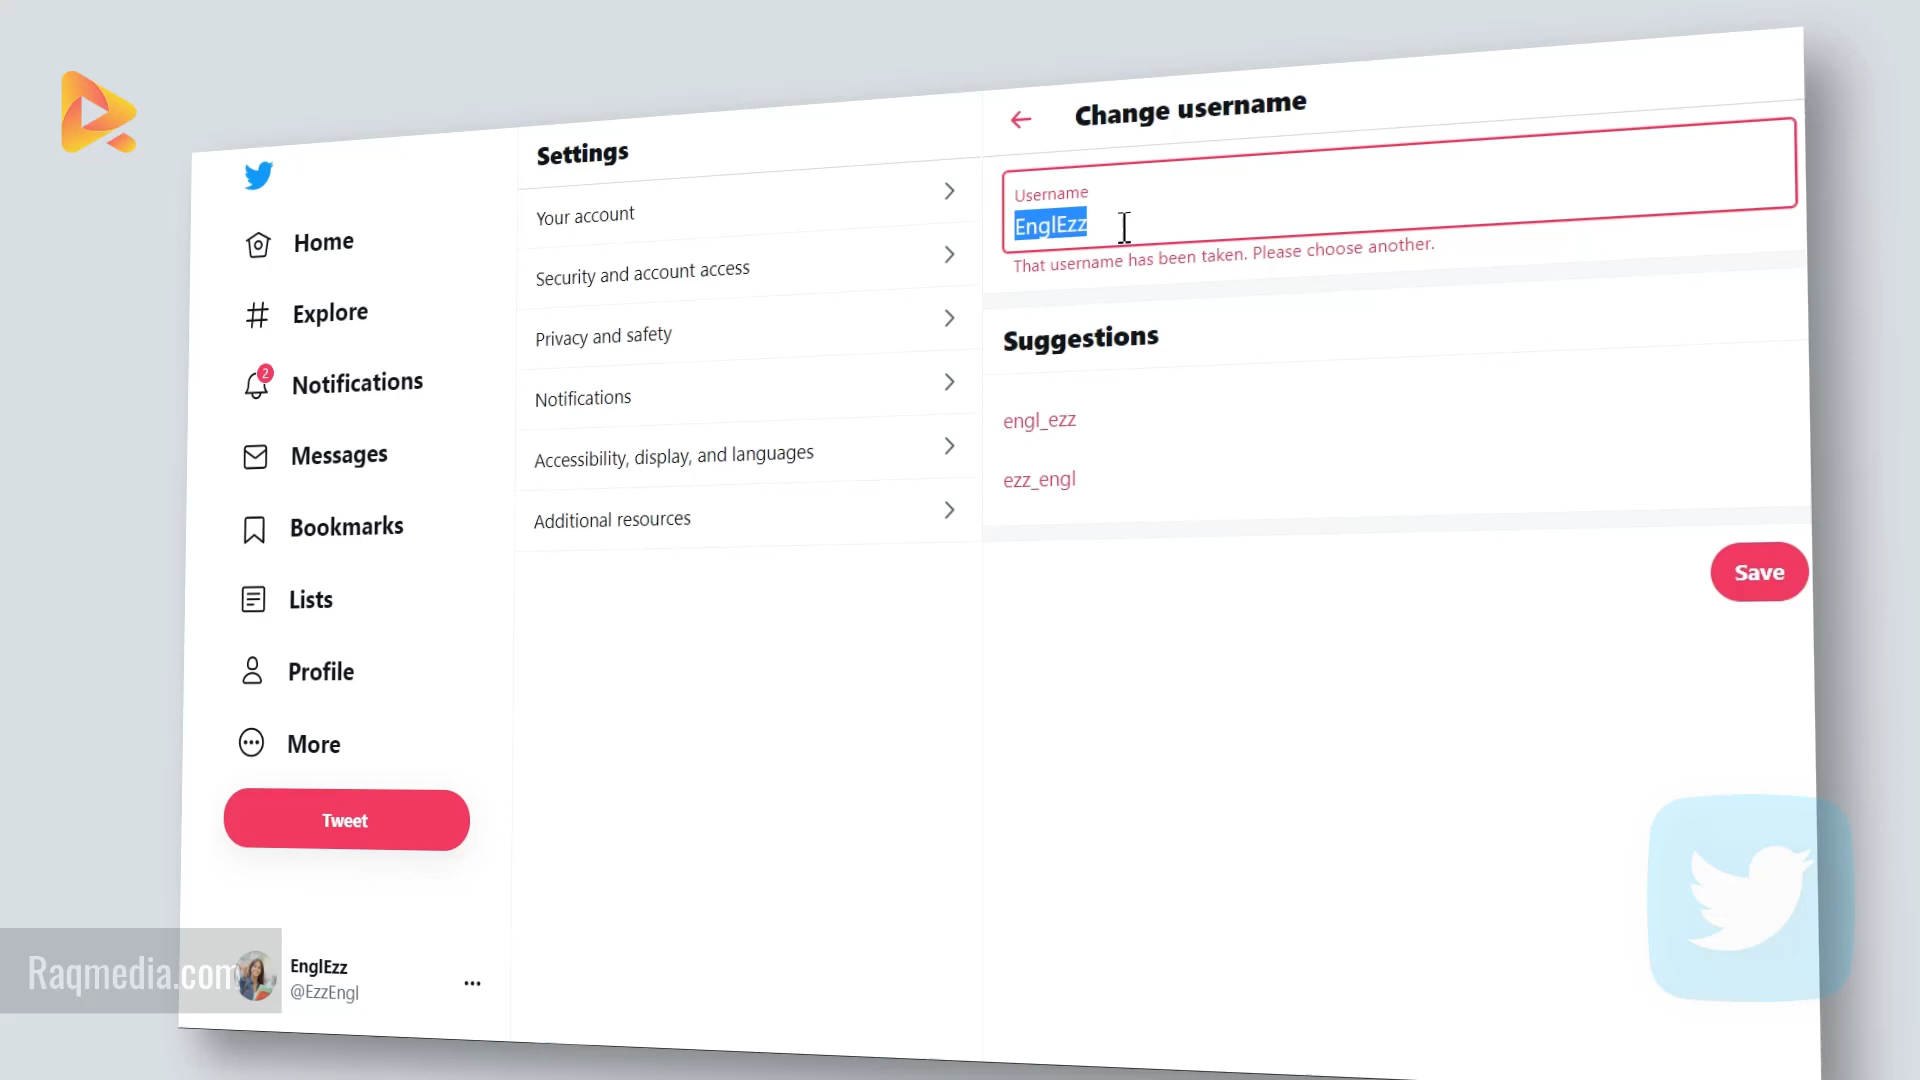 Home
Explore
2
Notifications
Messages
Bookmarks
Lists
Profile
More
Tweet
EnglEzz
@EzzEngl
Raqmedia.com
Settings
Your account
Security and account access
Privacy and safety
Notifications
Accessibility, display, and languages
Additional resources
Change username
Username
EnglEzz
That username has been taken. Please choose another.
Suggestions
engl_ezz
ezz_engl
Save